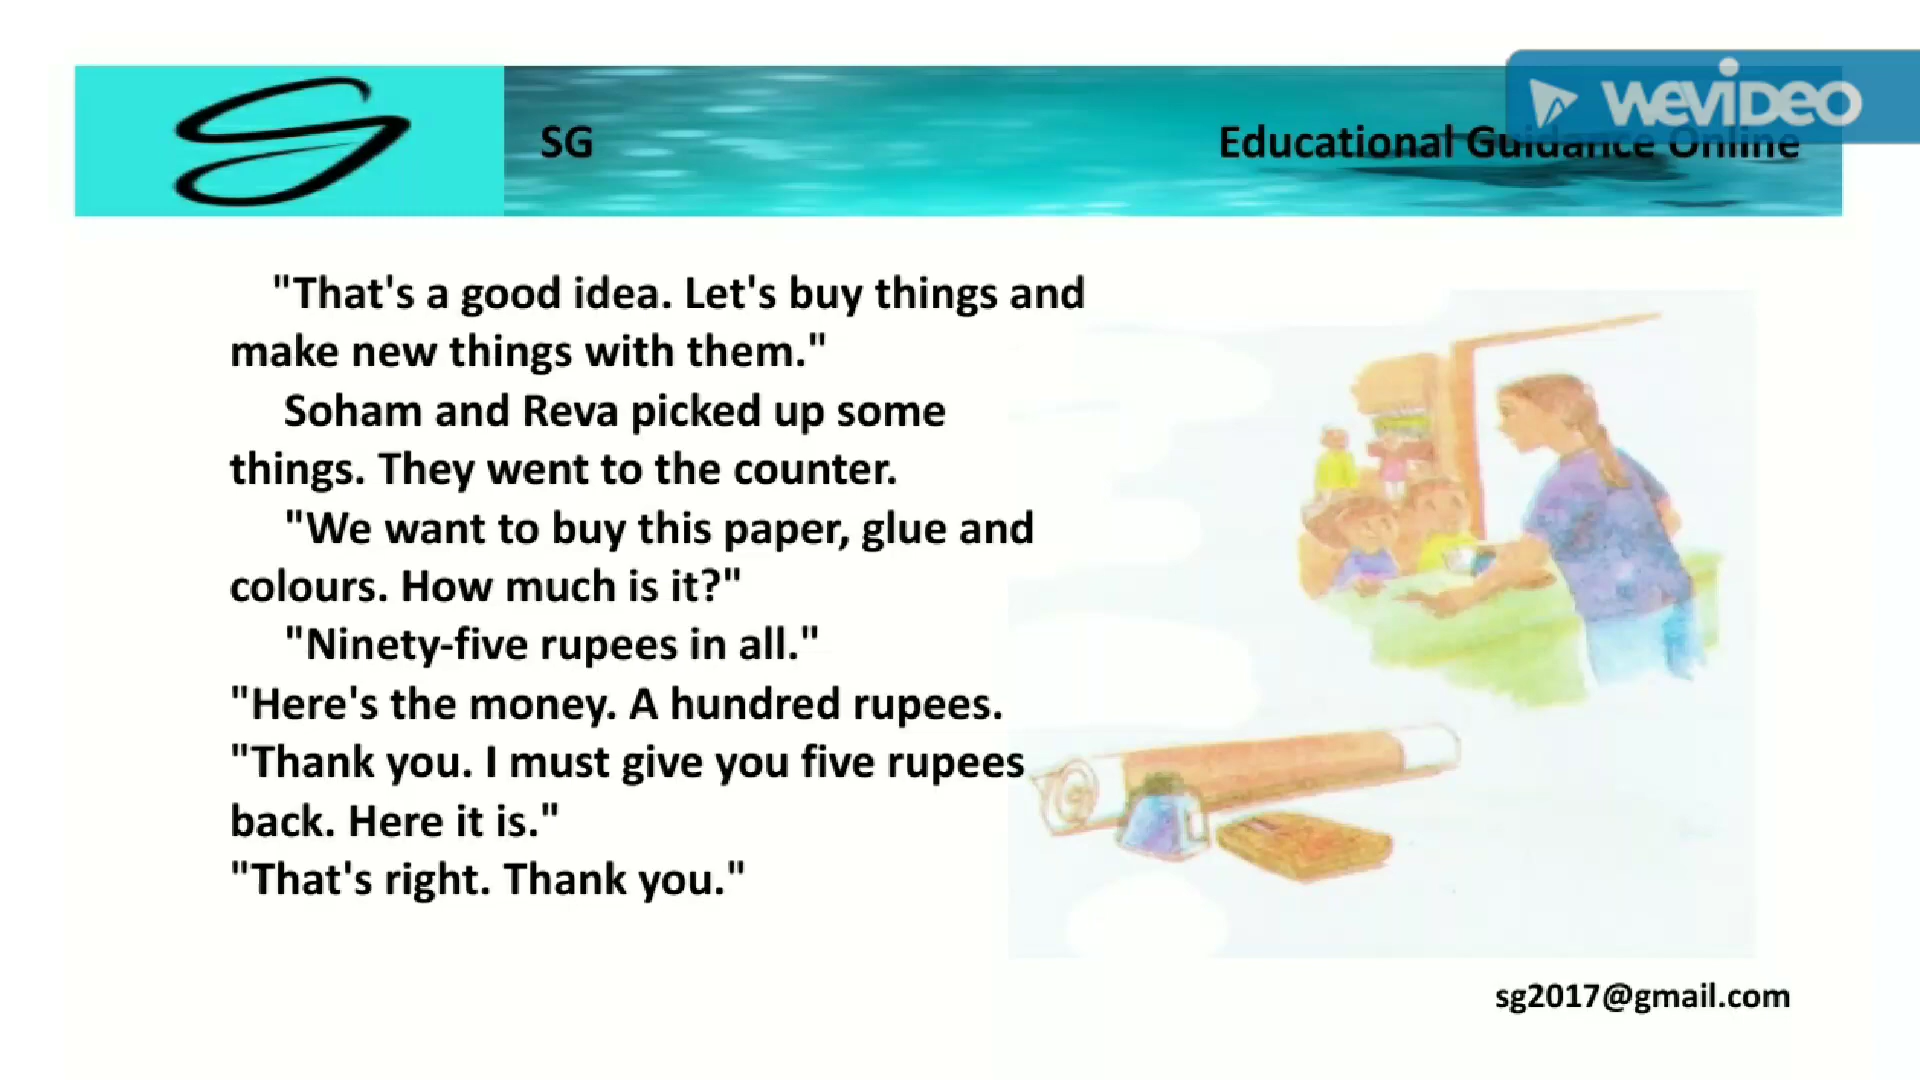 wevideo
SG
Educational Guidance Online
"That's a good idea. Let's buy things and
make new things with them."
Soham and Reva picked up some
things. They went to the counter.
"We want to buy this paper, glue and
colours. How much is it?"
"Ninety-five rupees in all."
"Here's the money. A hundred rupees.
"Thank you. I must give you five rupees
back. Here it is."
"That's right. Thank you."
sg2017@gmail.com